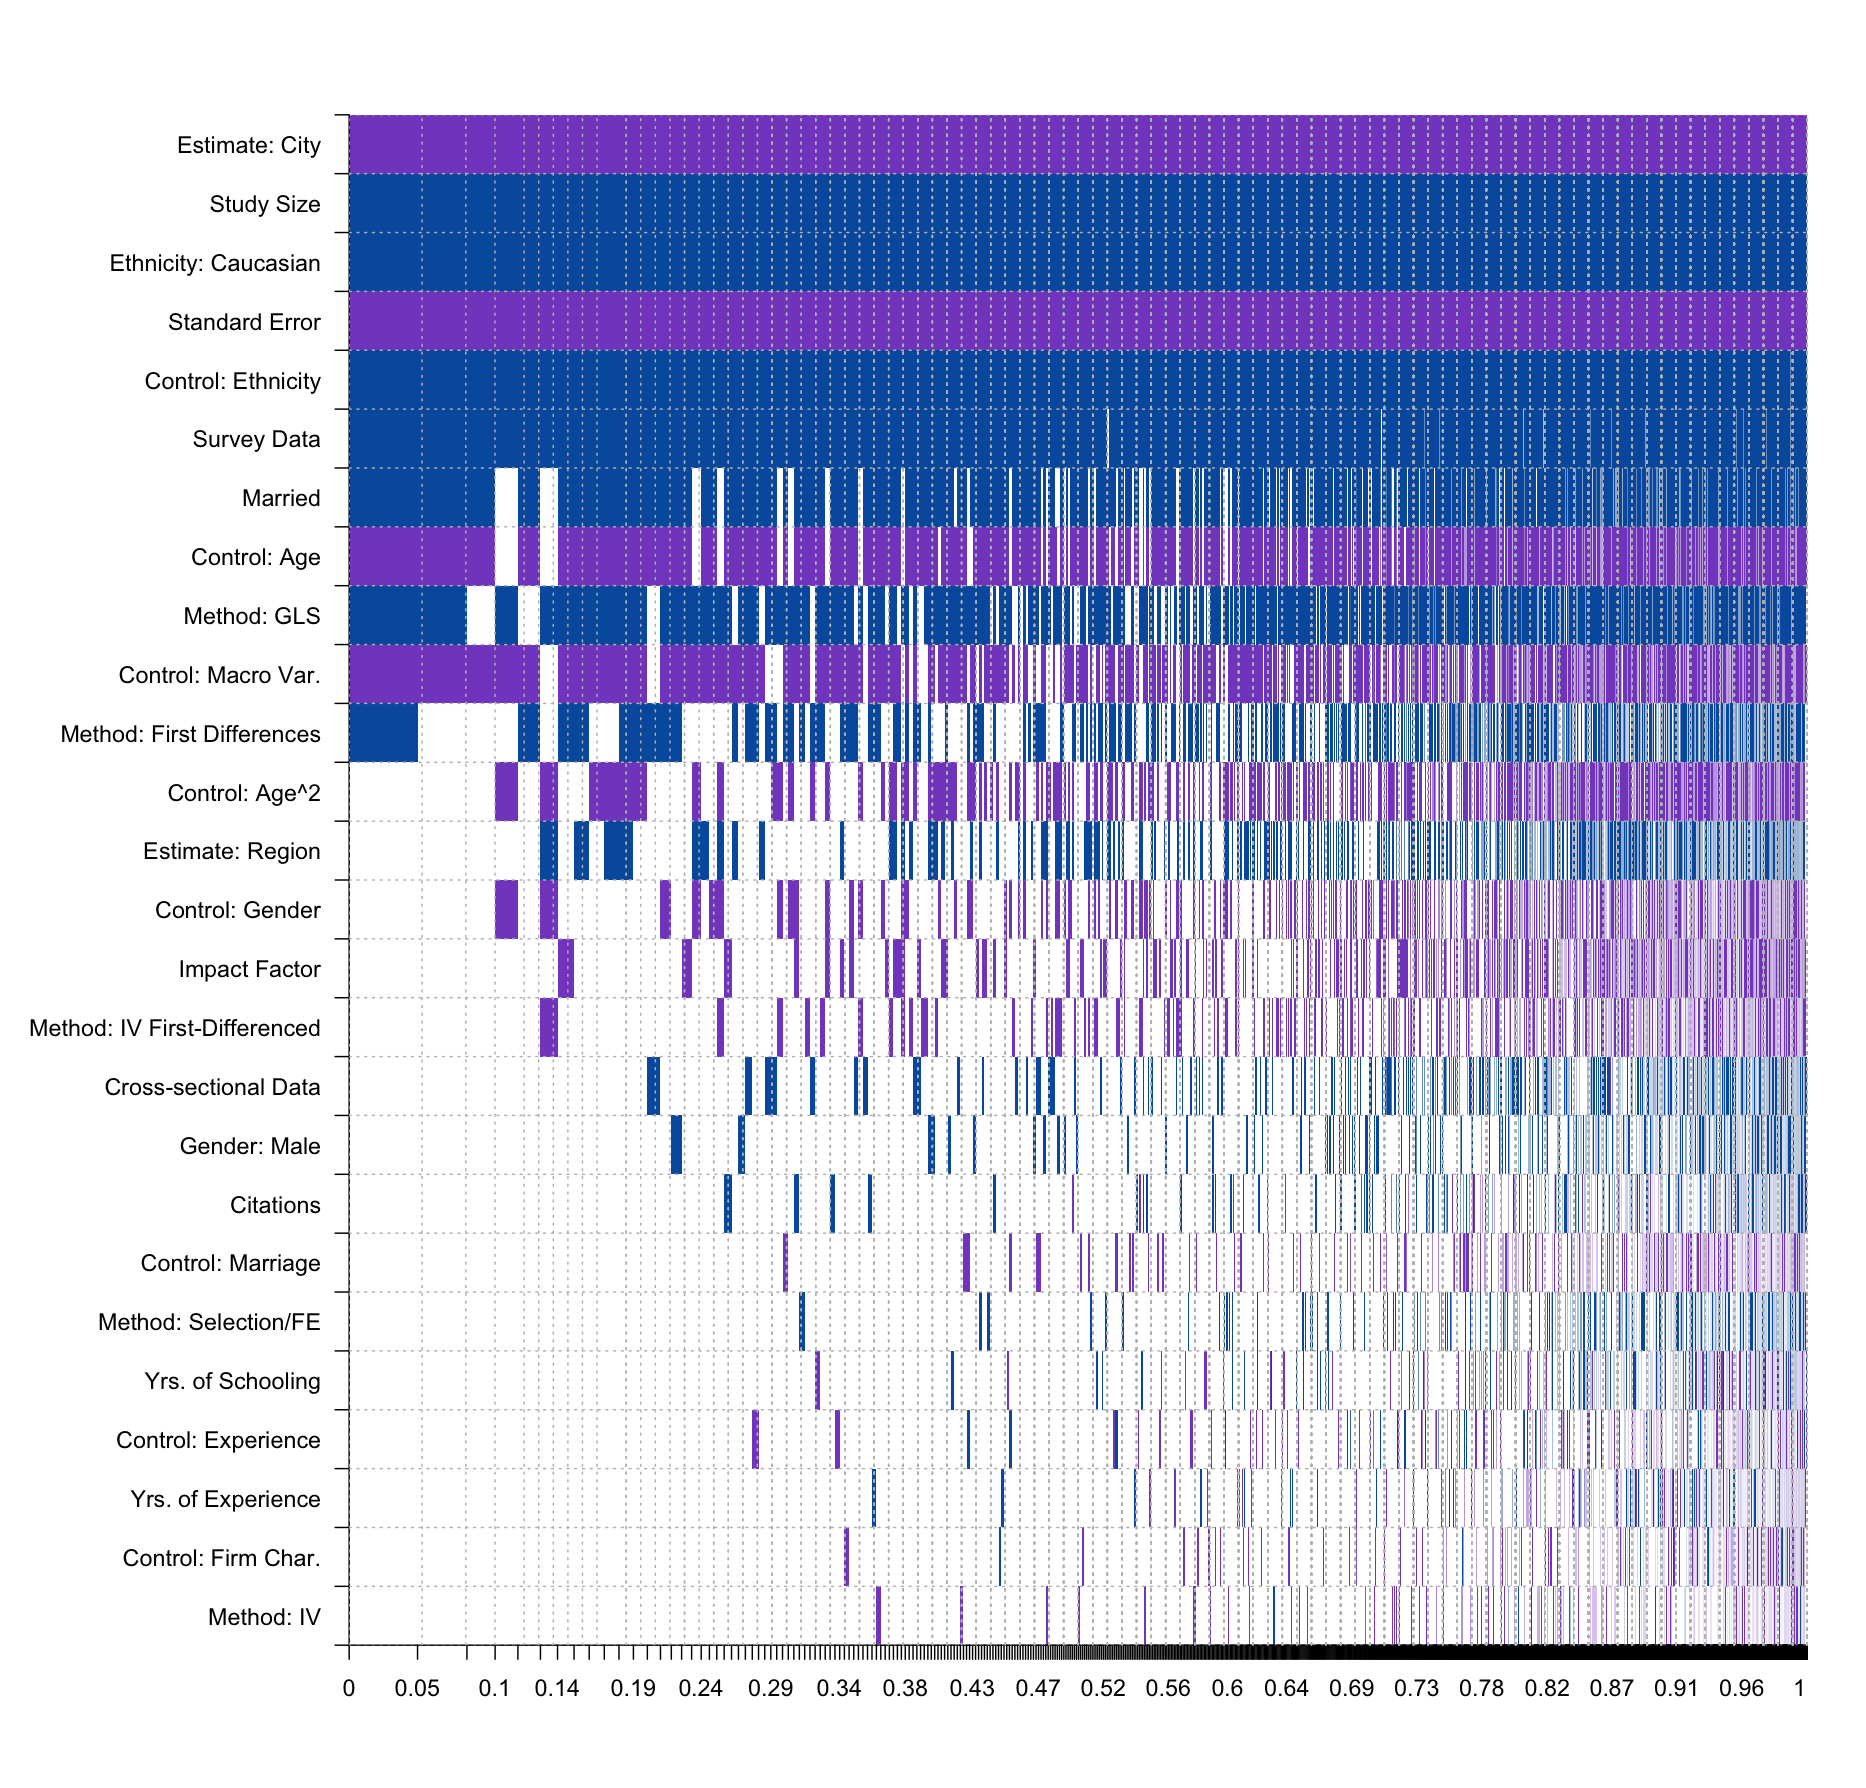 Estimate: City
Study Size
Ethnicity: Caucasian
Standard Error
Control: Ethnicity
Survey Data
Married
Control: Age
Method: GLS
Control: Macro Var.
Method: First Differences
Control: Age^2
Estimate: Region
Control: Gender
Impact Factor
Method: IV First-Differenced
Cross-sectional Data
Gender: Male
Citations
Control: Marriage
Method: Selection/FE
Yrs. of Schooling
Control: Experience
Yrs. of Experience
Control: Firm Char.
Method: IV
0 0.05 0.1 0.14 0.19 0.24 0.29 0.34 0.38 0.43 0.47 0.52 0.56 0.6 0.64 0.69 0.73 0.78 0.82 0.87 0.91 0.96 1